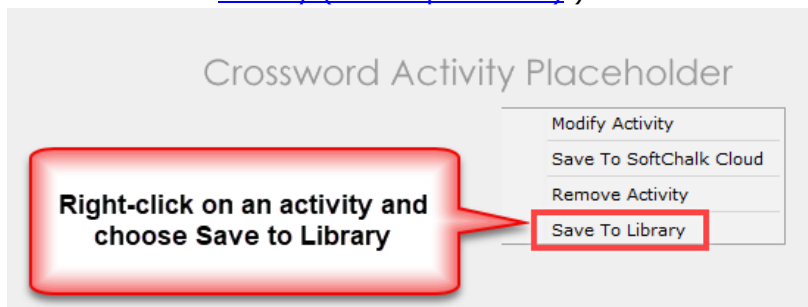 Crossword Activity Placeholder
Modify Activity
Save To SoftChalk Cloud
Remove Activity
Save To Library
Right-click on an activity and
choose Save to Library